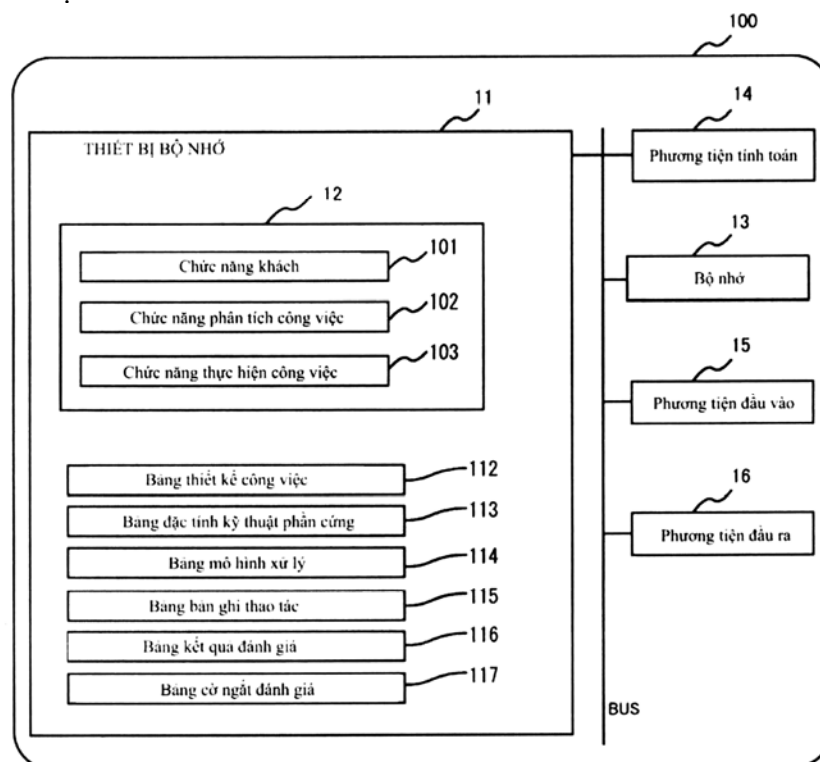 100
11
THIẾT BỊ BỘ NHỚ
12
Chức năng khách
101
Chức năng phân tích công việc
102
Chức năng thực hiện công việc
103
Bảng thiết kế công việc
112
Bảng đặc tính kỹ thuật phần cứng
113
Bảng mô hình xử lý
114
Bảng bản ghi thao tác
115
Bảng kết quả đánh giá
116
Bảng cờ ngắt đánh giá
117
14
Phương tiện tính toán
13
Bộ nhớ
15
Phương tiện đầu vào
16
Phương tiện đầu ra
BUS